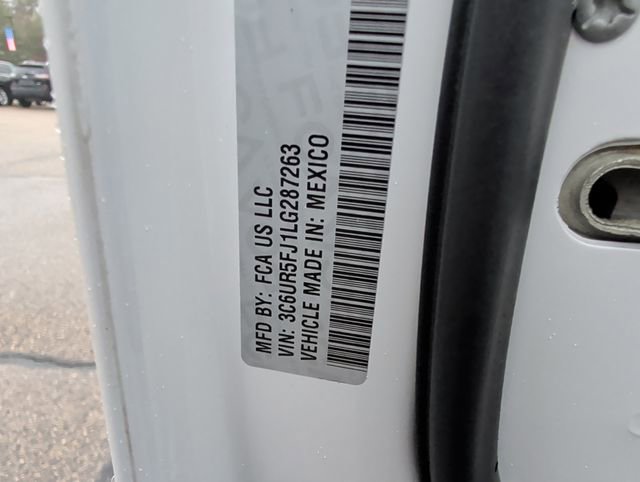 MFD BY: FCA US LLC
VIN: 3C6UR5FJ1LG287263
VEHICLE MADE IN: MEXICO